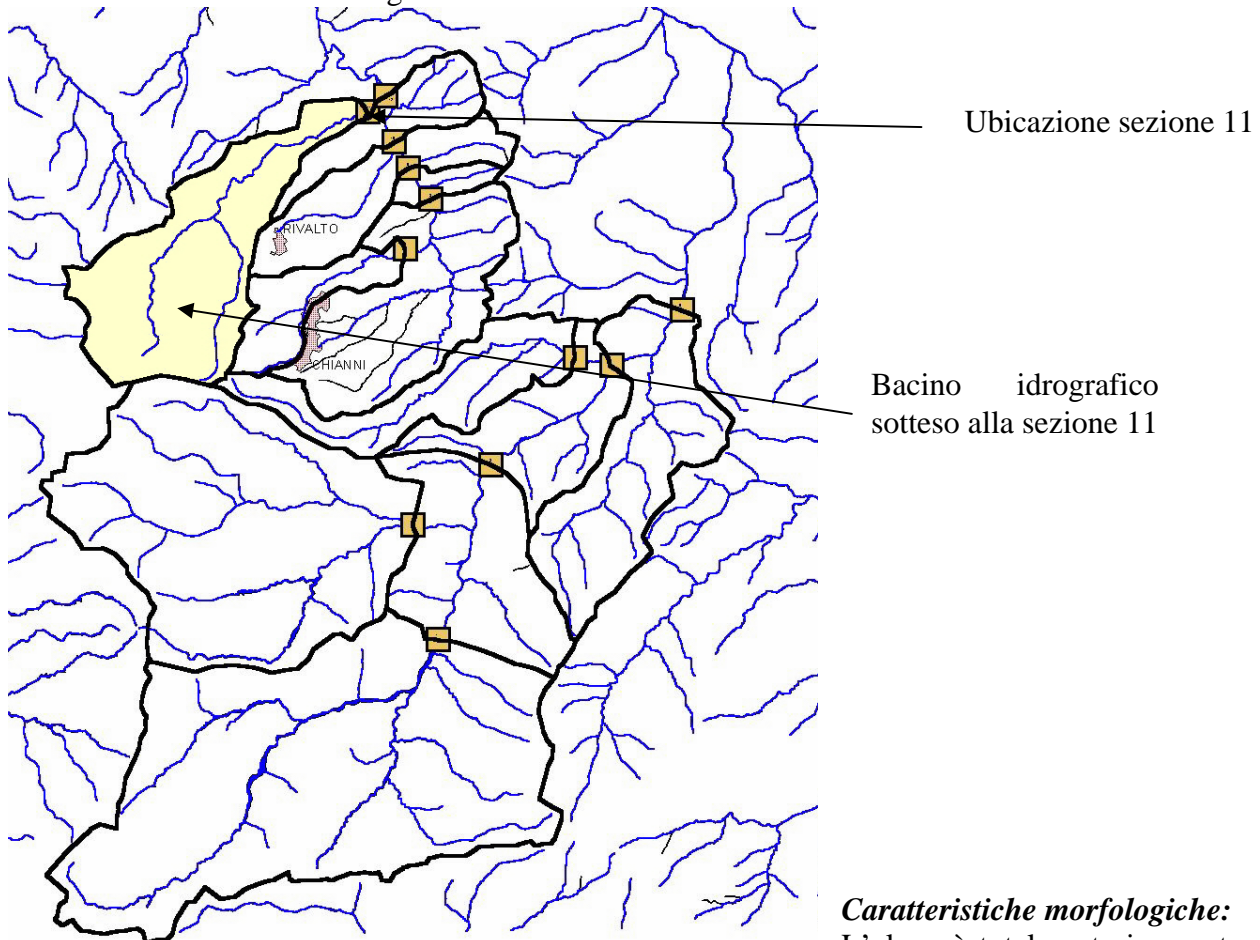 Ubicazione sezione 11
RIVALTO
CHIANNI
Bacino idrografico
sotteso alla sezione 11
Caratteristiche morfologiche: